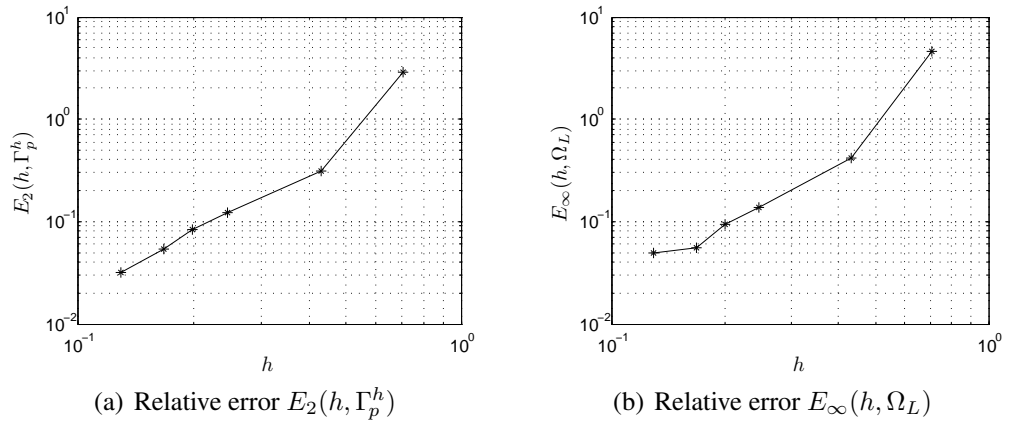 10^1
10^0
10^-1
10^-2
E_2(h, Γ_p^h)
10^-1
10^0
h
(a) Relative error E_2(h, Γ_p^h)
10^1
10^0
10^-1
10^-2
E_∞(h, Ω_L)
10^-1
10^0
h
(b) Relative error E_∞(h, Ω_L)